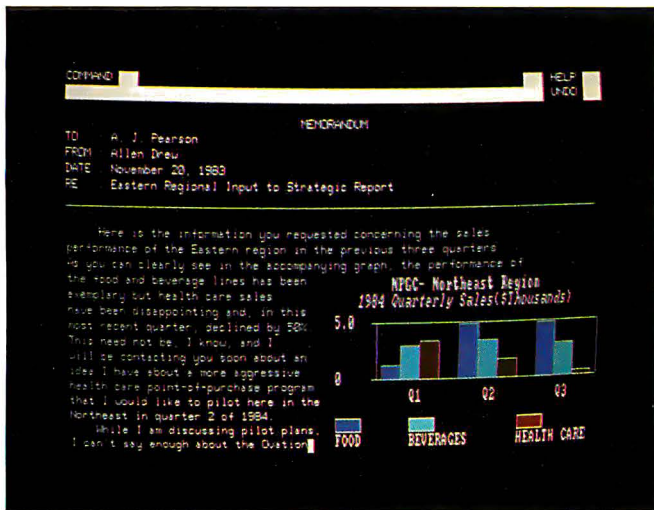 COMMAND
HELP
UNDO
MEMORANDUM
TO A. J. Pearson
FROM Allen Drew
DATE November 20, 1983
RE Eastern Regional Input to Strategic Report
Here is the information you requested concerning the sales
performance of the Eastern region in the previous three quarters
As you can clearly see in the accompanying graph, the performance of
the food and beverage lines has been
exemplary but health care sales
have been disappointing and, in this
most recent quarter, declined by 50%.
This need not be, I know, and I
will be contacting you soon about an
idea I have about a more aggressive
health care point-of-purchase program
that I would like to pilot here in the
Northeast in quarter 2 of 1984.
While I am discussing pilot plans,
I can't say enough about the Ovation
NPGC- Northeast Region
1984 Quarterly Sales($Thousands)
5.0
0
Q1 Q2 Q3
FOOD BEVERAGES HEALTH CARE